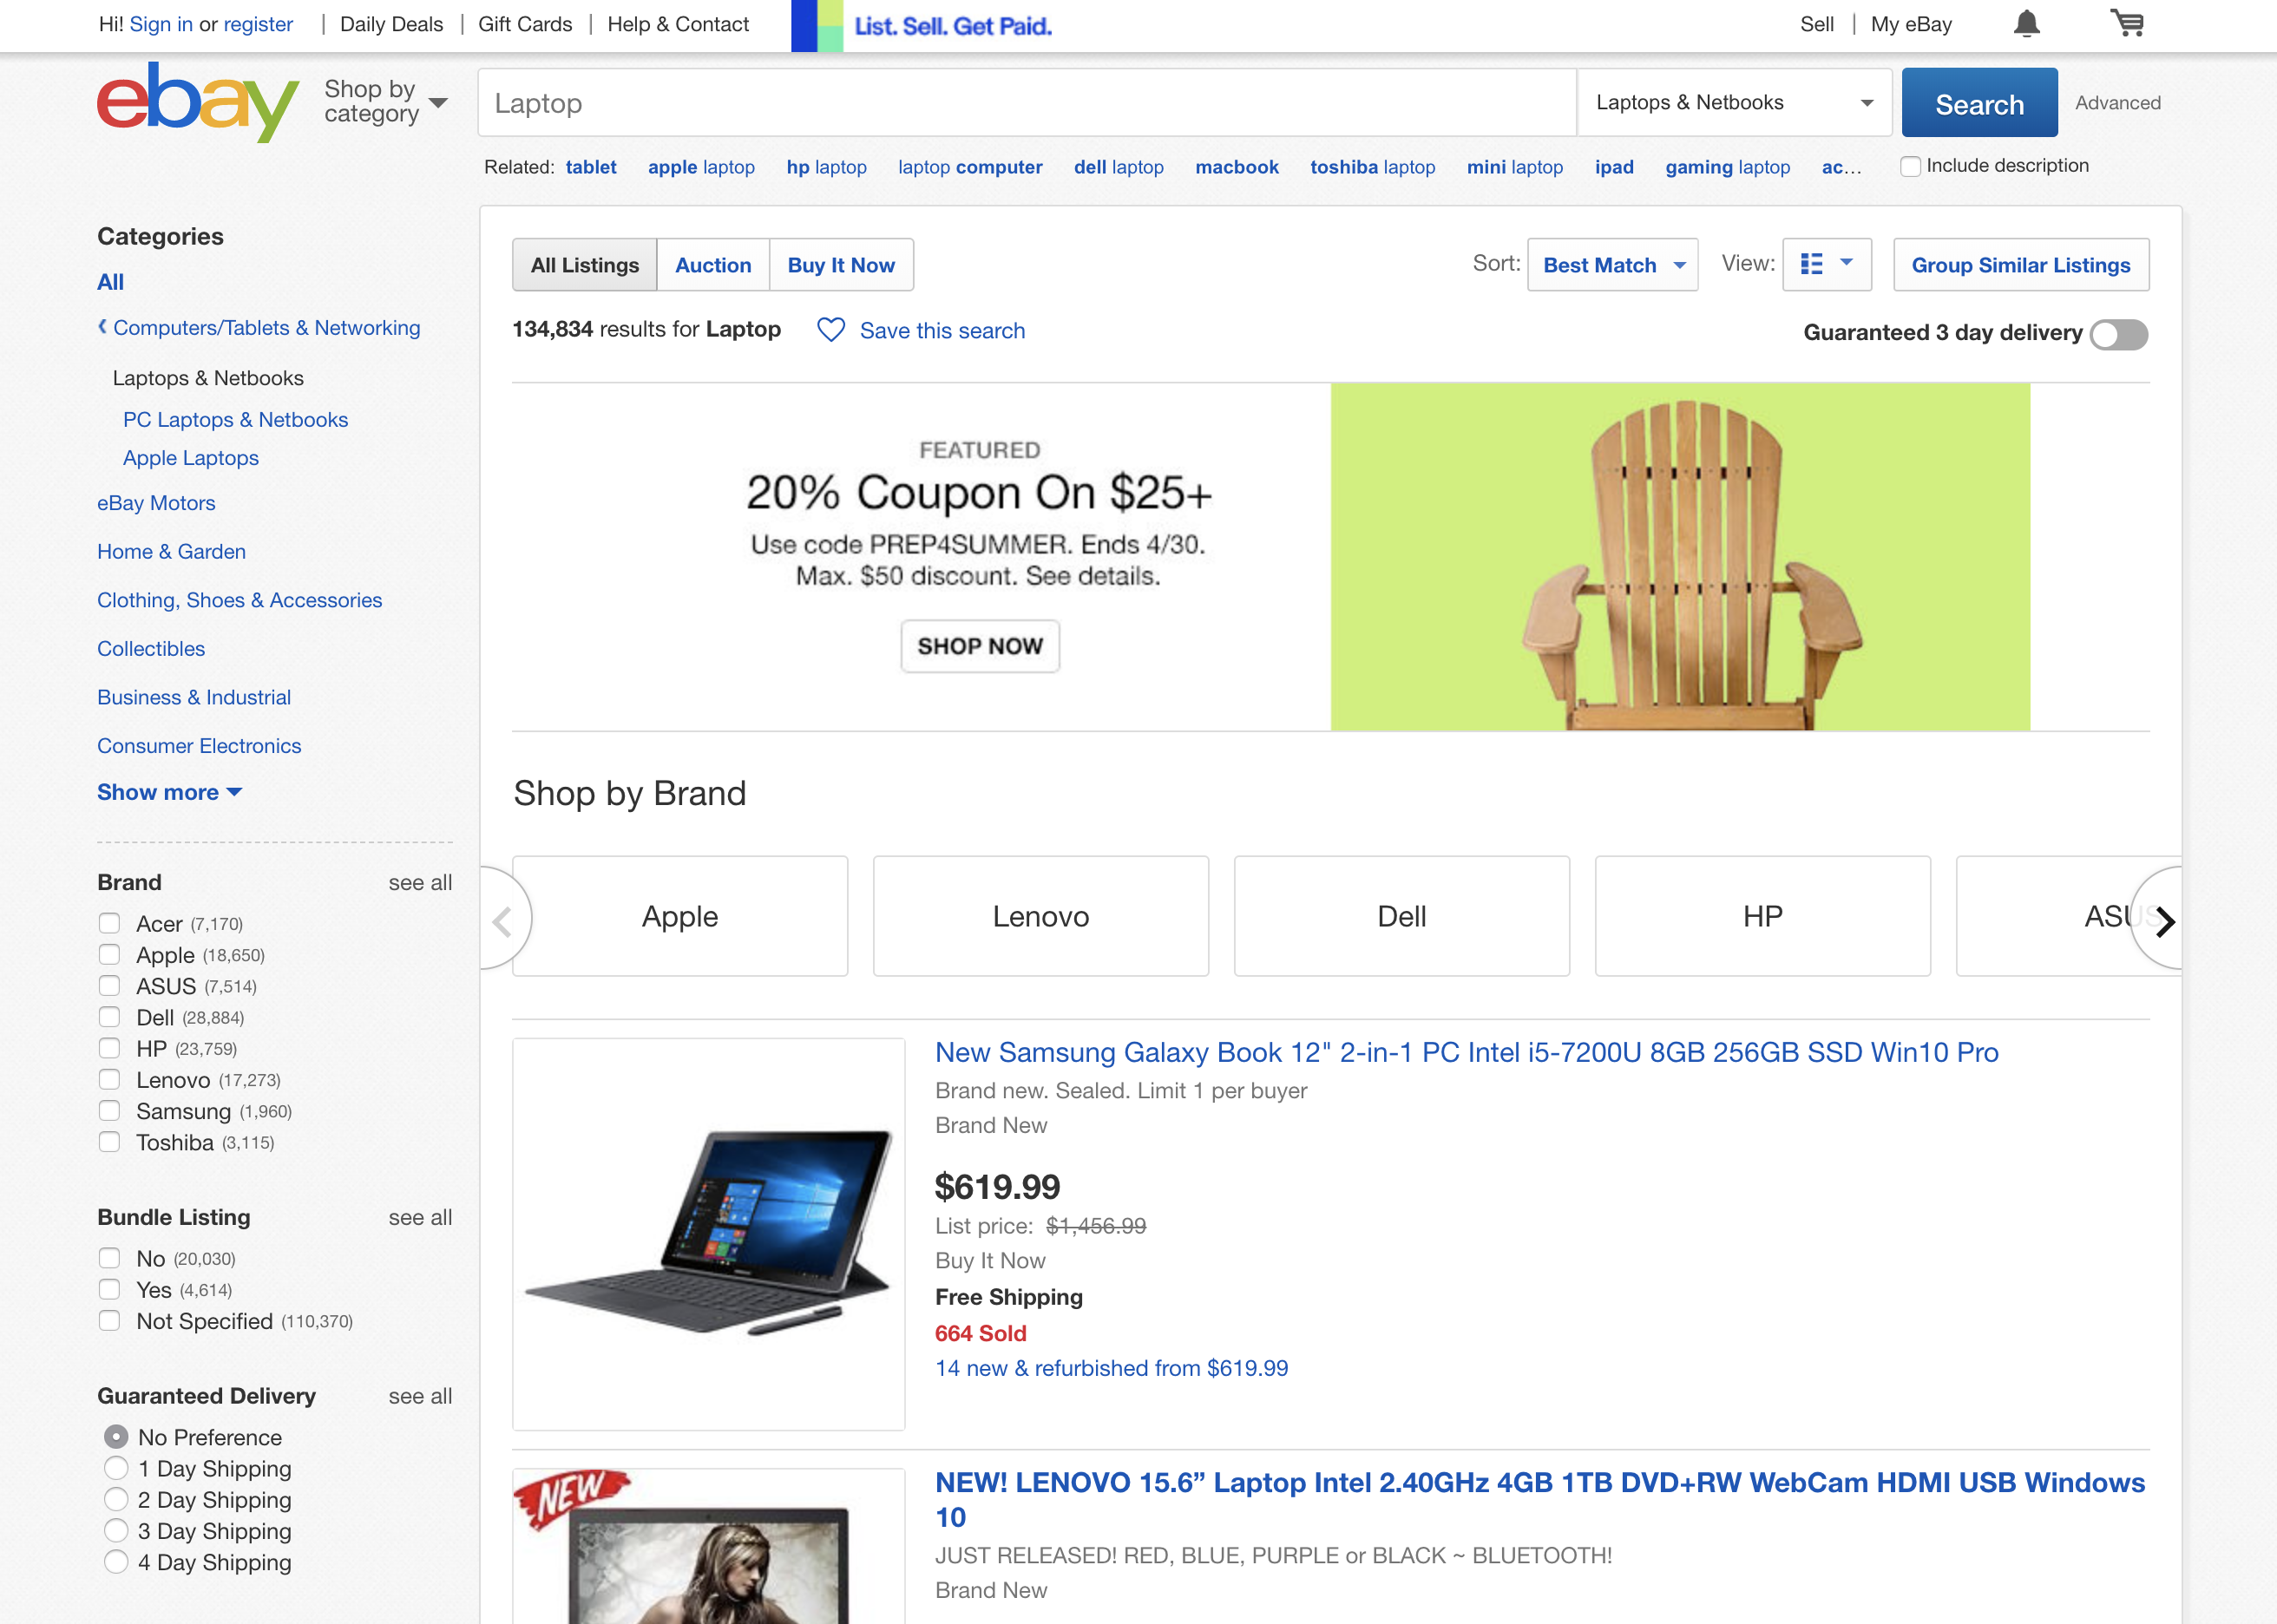 Hi! Sign in or register | Daily Deals | Gift Cards | Help & Contact
List. Sell. Get Paid.
Sell | My eBay
ebay
Shop by
category
Laptop
Laptops & Netbooks
Search
Advanced
Related: tablet apple laptop hp laptop laptop computer dell laptop macbook toshiba laptop mini laptop ipad gaming laptop ac...
Include description
Categories
All
Computers/Tablets & Networking
Laptops & Netbooks
PC Laptops & Netbooks
Apple Laptops
eBay Motors
Home & Garden
Clothing, Shoes & Accessories
Collectibles
Business & Industrial
Consumer Electronics
Show more
Brand see all
Acer (7,170)
Apple (18,650)
ASUS (7,514)
Dell (28,884)
HP (23,759)
Lenovo (17,273)
Samsung (1,960)
Toshiba (3,115)
Bundle Listing see all
No (20,030)
Yes (4,614)
Not Specified (110,370)
Guaranteed Delivery see all
No Preference
1 Day Shipping
2 Day Shipping
3 Day Shipping
4 Day Shipping
All Listings Auction Buy It Now
Sort: Best Match View: Group Similar Listings
134,834 results for Laptop Save this search
Guaranteed 3 day delivery
FEATURED
20% Coupon On $25+
Use code PREP4SUMMER. Ends 4/30.
Max. $50 discount. See details.
SHOP NOW
Shop by Brand
Apple Lenovo Dell HP ASUS
New Samsung Galaxy Book 12" 2-in-1 PC Intel i5-7200U 8GB 256GB SSD Win10 Pro
Brand new. Sealed. Limit 1 per buyer
Brand New
$619.99
List price: $1,456.99
Buy It Now
Free Shipping
664 Sold
14 new & refurbished from $619.99
NEW
NEW! LENOVO 15.6” Laptop Intel 2.40GHz 4GB 1TB DVD+RW WebCam HDMI USB Windows
10
JUST RELEASED! RED, BLUE, PURPLE or BLACK ~ BLUETOOTH!
Brand New